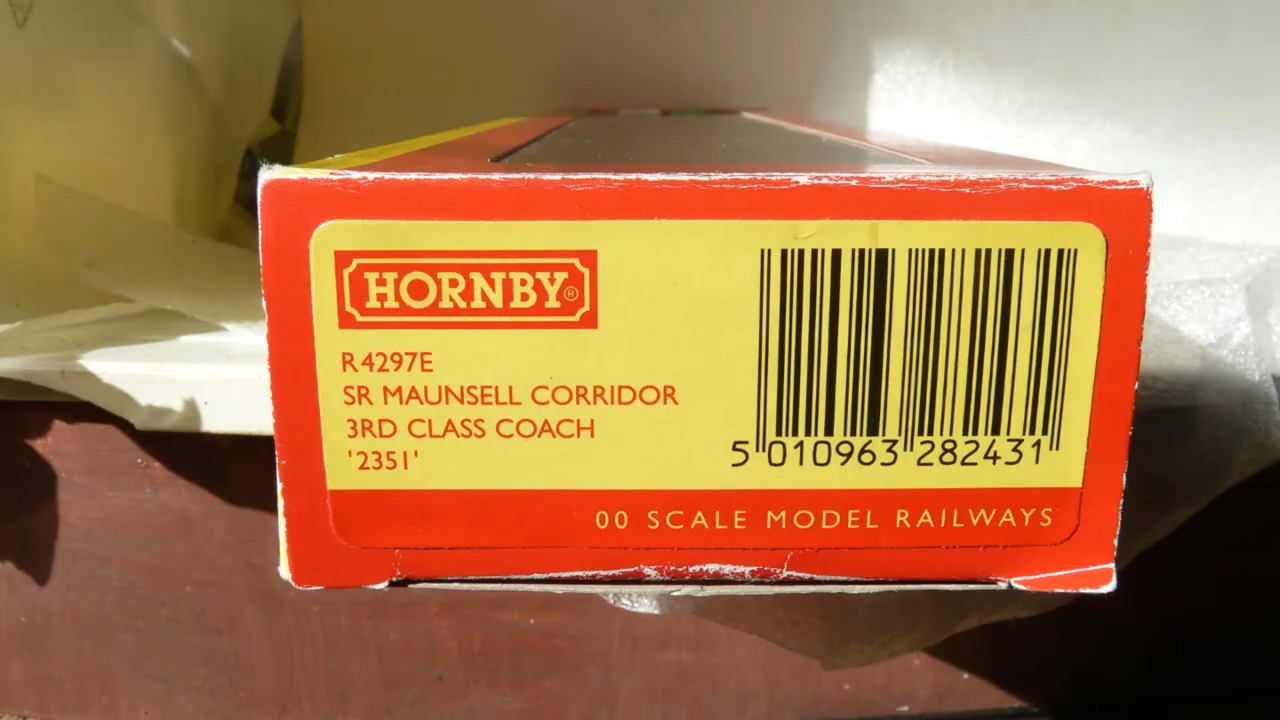 HORNBY®
R4297E
SR MAUNSELL CORRIDOR
3RD CLASS COACH
'2351'
5 010963 282431
00 SCALE MODEL RAILWAYS